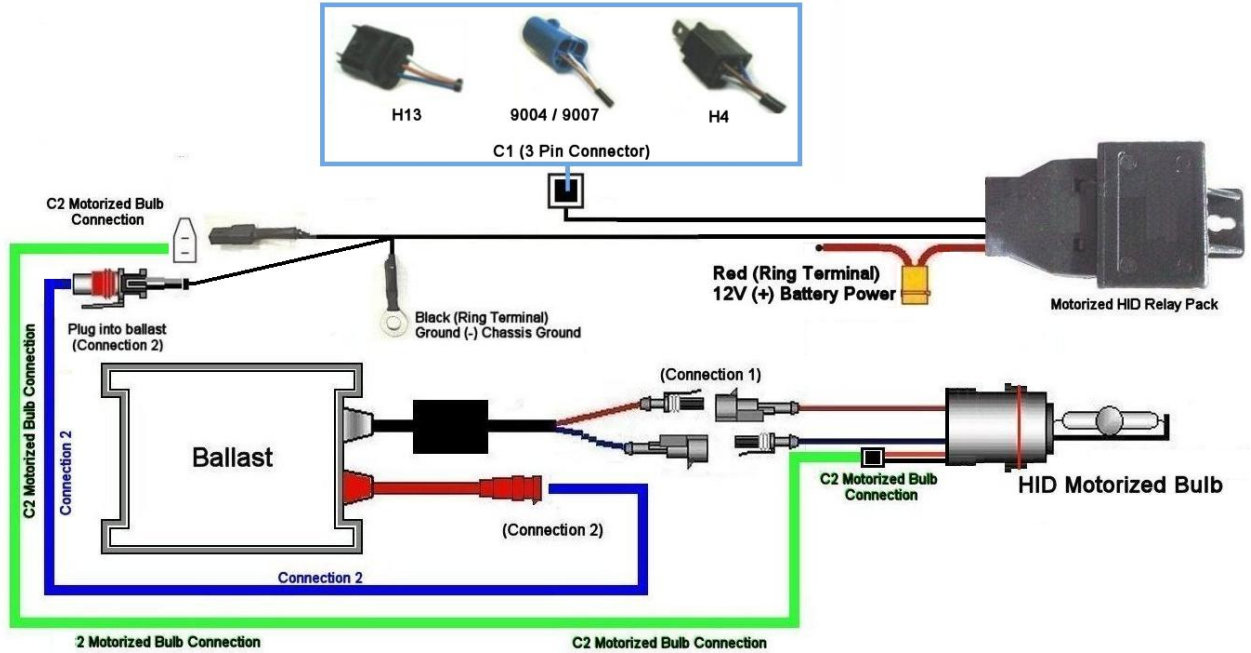 H13
9004 / 9007
H4
C1 (3 Pin Connector)
C2 Motorized Bulb
Connection
Red (Ring Terminal)
12V (+) Battery Power
Motorized HID Relay Pack
Black (Ring Terminal)
Ground (-) Chassis Ground
Plug into ballast
(Connection 2)
C2 Motorized Bulb Connection
Connection 2
(Connection 1)
Ballast
C2 Motorized Bulb
Connection
HID Motorized Bulb
(Connection 2)
Connection 2
2 Motorized Bulb Connection
C2 Motorized Bulb Connection